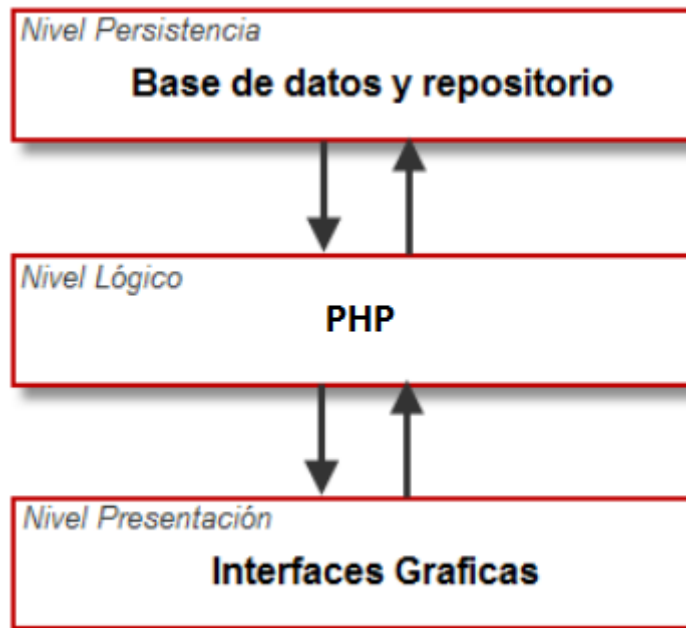 Nivel Persistencia
Base de datos y repositorio
Nivel Lógico
PHP
Nivel Presentación
Interfaces Graficas